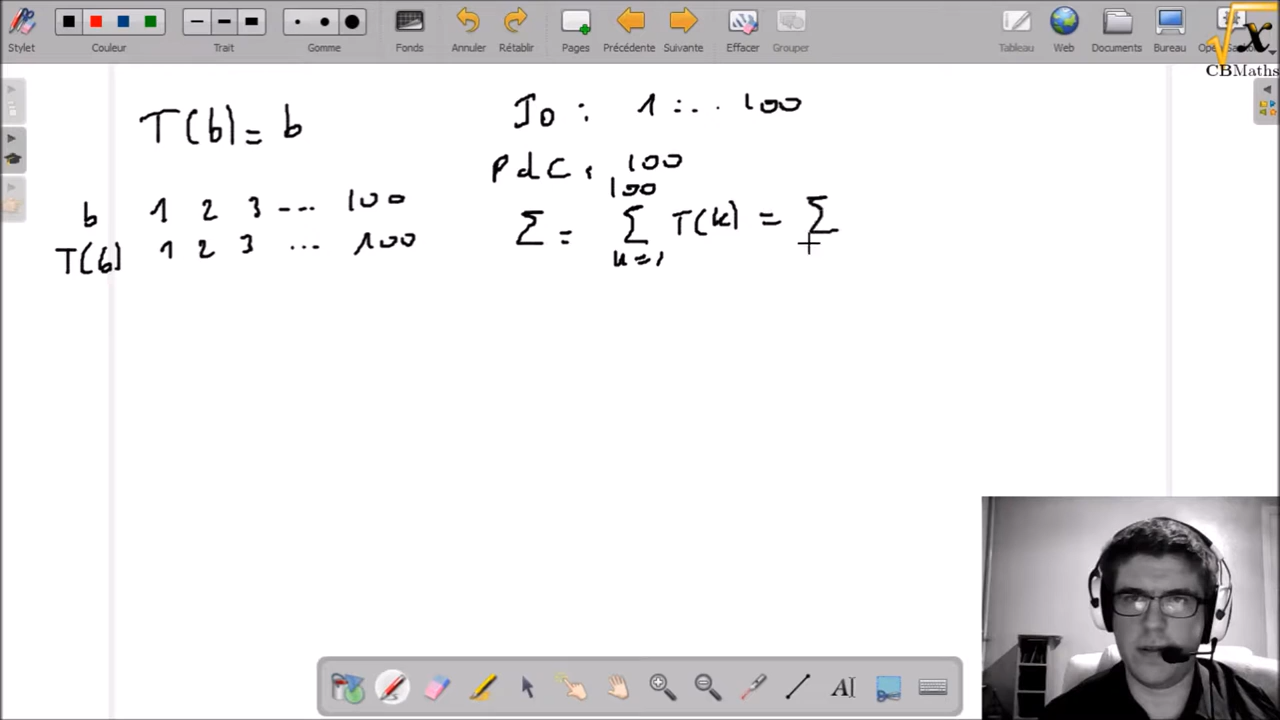 Stylet Couleur Trait Gomme Fonds Annuler Rétablir Pages Précédente Suivante Effacer Grouper Tableau Web Documents Bureau
CBMaths
T(b) = b
b 1 2 3 ... 100
T(b) 1 2 3 ... 100
ID : 1 ... 100
PdC : 100
Σ = 100 Σ k=1 T(k) = Σ